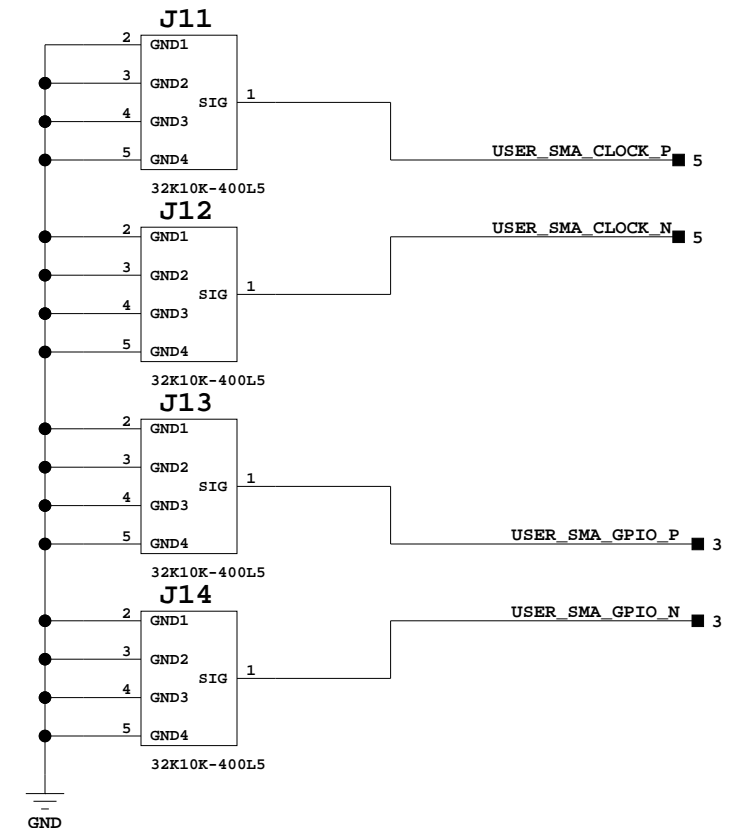 J11
2 GND1
3 GND2
SIG 1
4 GND3
USER_SMA_CLOCK_P 5
5 GND4
32K10K-400L5
J12
2 GND1
USER_SMA_CLOCK_N 5
3 GND2
SIG 1
4 GND3
5 GND4
32K10K-400L5
J13
2 GND1
3 GND2
SIG 1
4 GND3
USER_SMA_GPIO_P 3
5 GND4
32K10K-400L5
J14
2 GND1
USER_SMA_GPIO_N 3
3 GND2
SIG 1
4 GND3
5 GND4
32K10K-400L5
GND